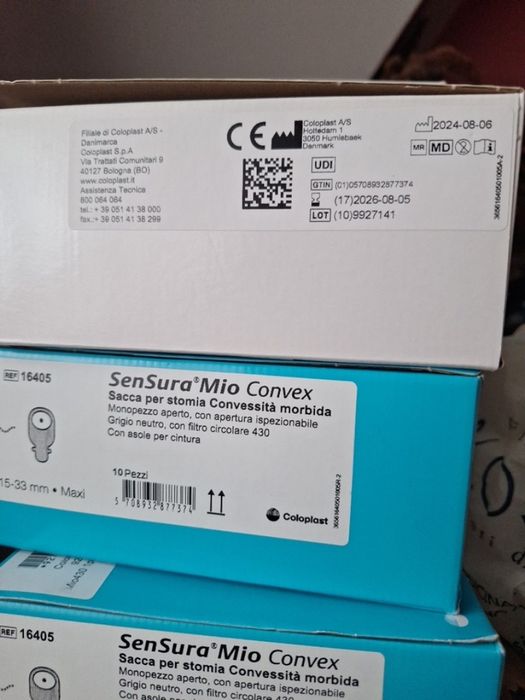 Filiale di Coloplast A/S -
Danimarca
Coloplast S.p.A
Via Trattati Comunitari 9
40127 Bologna (BO)
www.coloplast.it
Assistenza Tecnica
800 064 064
tel.: + 39 051 41 38 000
fax.: + 39 051 41 38 299
CE
Coloplast A/S
Holtedam 1
3050 Humlebaek
Denmark
2024-08-06
MR MD
UDI
GTIN (01)05708932877374
(17)2026-08-05
LOT (10)9927141
REF 16405
SenSura® Mio Convex
Sacca per stomia Convessità morbida
Monopezzo aperto, con apertura ispezionabile
Grigio neutro, con filtro circolare 430
Con asole per cintura
10 Pezzi
15-33 mm • Maxi
5 708932 877374
Coloplast
REF 16405
SenSura® Mio Convex
Sacca per stomia Convessità morbida
Monopezzo aperto, con apertura ispezionabile
Grigio neutro, con filtro circolare 430